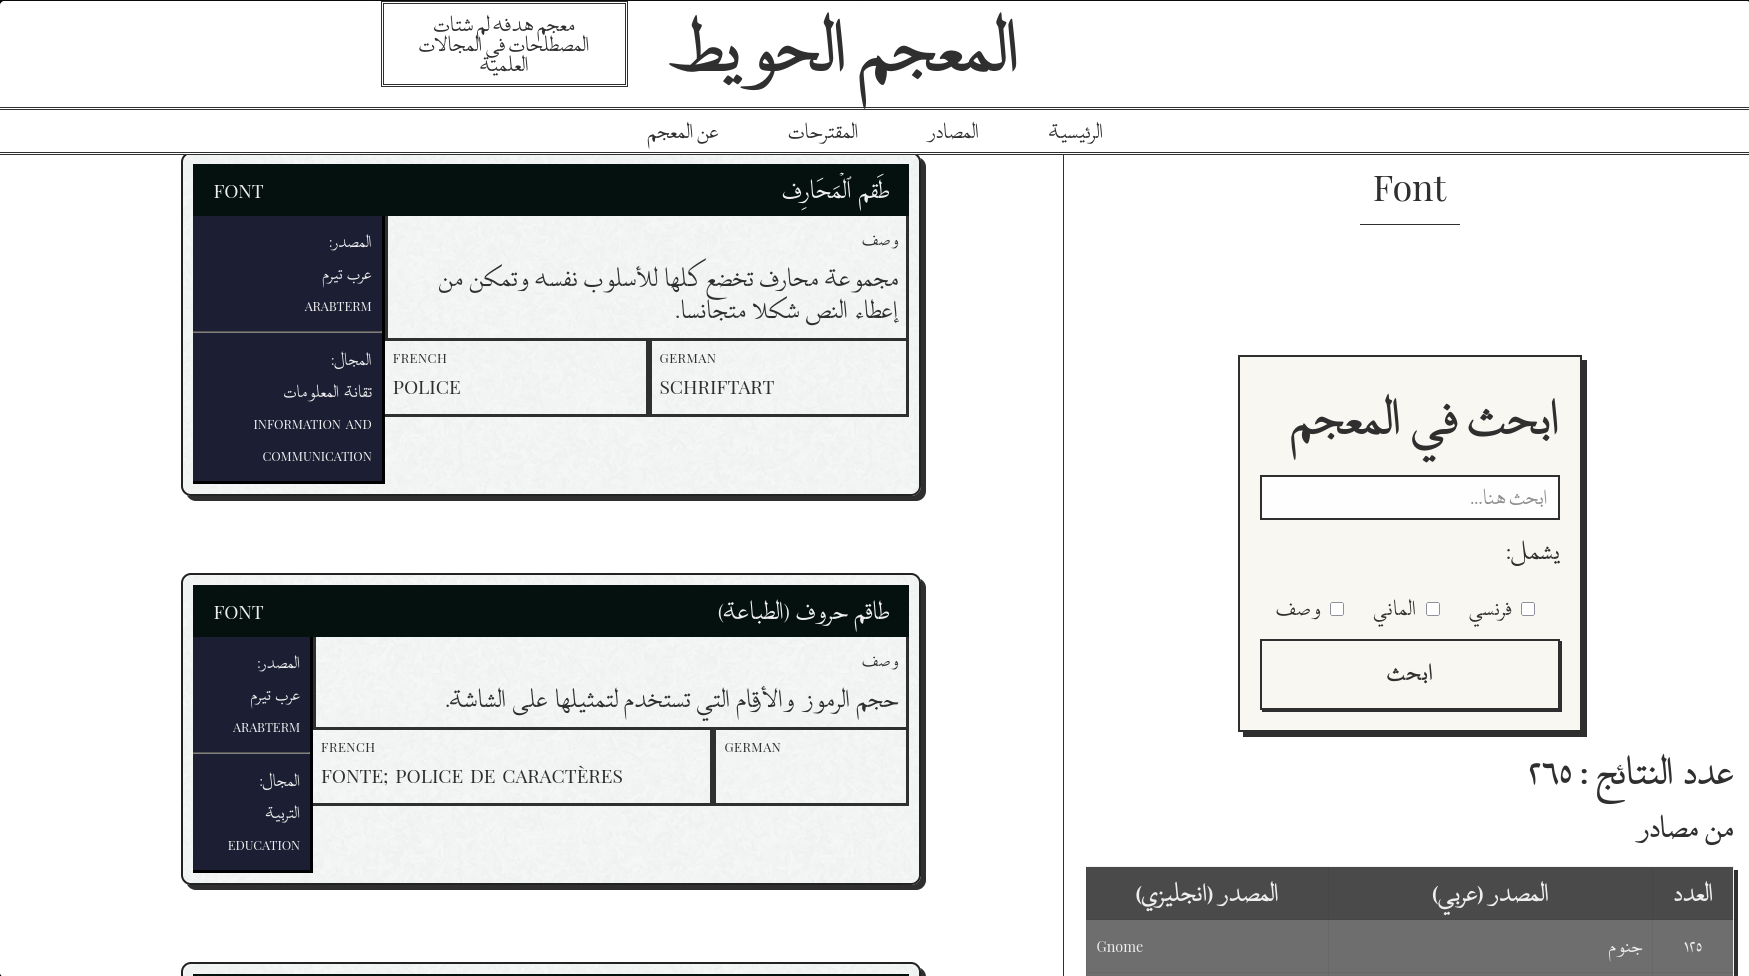 المعجم الحويط
معجم هدفه لم شتات
المصطلحات في المجالات
العلمية
الرئيسية
المصادر
المقترحات
عن المعجم
Font
ابحث في المعجم
ابحث هنا...
يشمل:
فرنسي
الماني
وصف
ابحث
عدد النتائج : ٢٦٥
من مصادر
العدد
المصدر (عربي)
المصدر (انجليزي)
١٢٥
جنوم
Gnome
طَقم ٱلْمَحَارِف
FONT
وصف
مجموعة محارف تخضع كلها للأسلوب نفسه وتمكن من
إعطاء النص شكلا متجانسا.
GERMAN
SCHRIFTART
FRENCH
POLICE
المصدر:
عرب تيرم
ARABTERM
المجال:
تقانة المعلومات
INFORMATION AND
COMMUNICATION
طاقم حروف (الطباعة)
FONT
وصف
حجم الرموز والأرقام التي تستخدم لتمثيلها على الشاشة.
GERMAN
FRENCH
FONTE; POLICE DE CARACTÈRES
المصدر:
عرب تيرم
ARABTERM
المجال:
التربية
EDUCATION